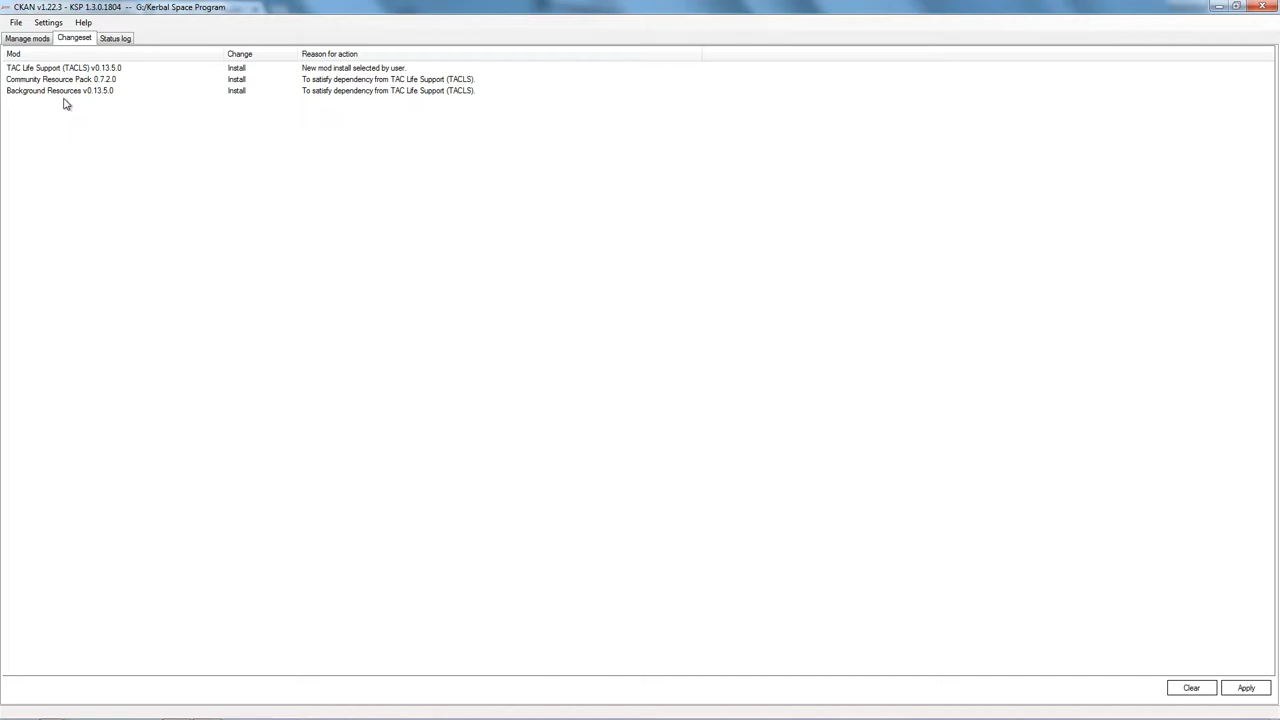 CKAN v1.22.3 - KSP 1.3.0.1804 -- G:/Kerbal Space Program
File Settings Help
Manage mods Changeset Status log
Mod Change Reason for action
TAC Life Support (TACLS) v0.13.5.0 Install New mod install selected by user.
Community Resource Pack 0.7.2.0 Install To satisfy dependency from TAC Life Support (TACLS).
Background Resources v0.13.5.0 Install To satisfy dependency from TAC Life Support (TACLS).
Clear Apply